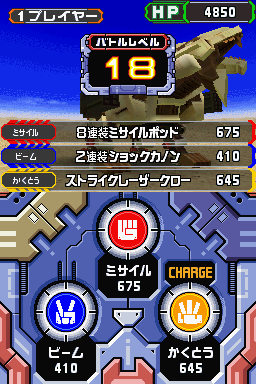 1プレイヤー
HP 4850
バトルレベル
18
ミサイル 8連装ミサイルポッド 675
ビーム 2連装ショックカノン 410
かくとう ストライクレーザークロー 645
ミサイル
675
CHARGE
ビーム
410
かくとう
645